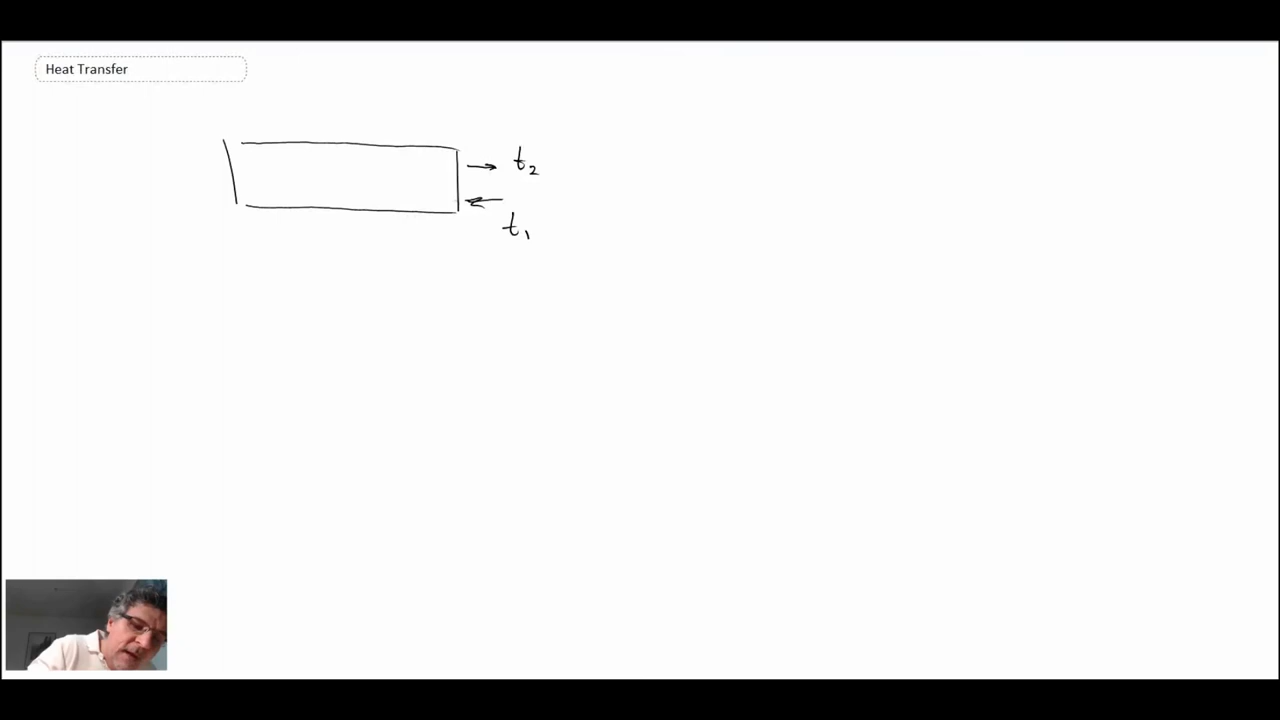 Heat Transfer
t₂
t₁